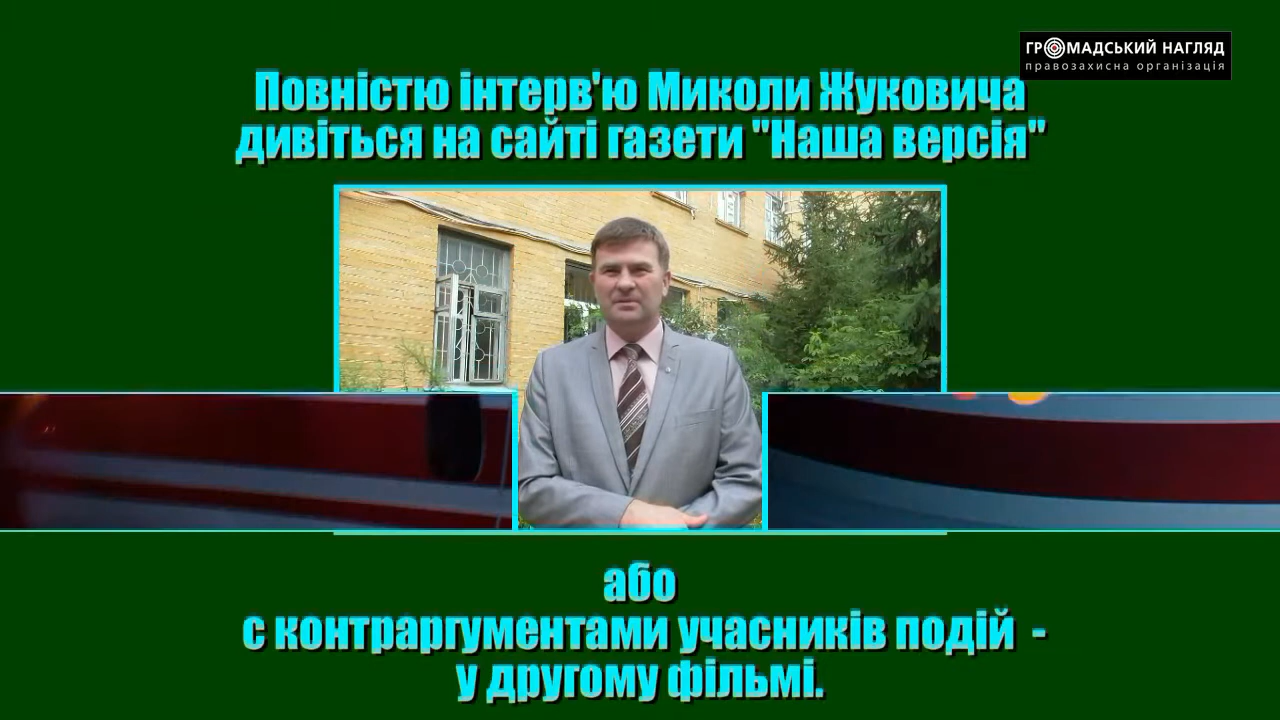 ГРОМАДСЬКИЙ НАГЛЯД
правозахисна організація
Повністю інтерв'ю Миколи Жуковича
дивіться на сайті газети "Наша версія"
або
с контраргументами учасників подій -
у другому фільмі.